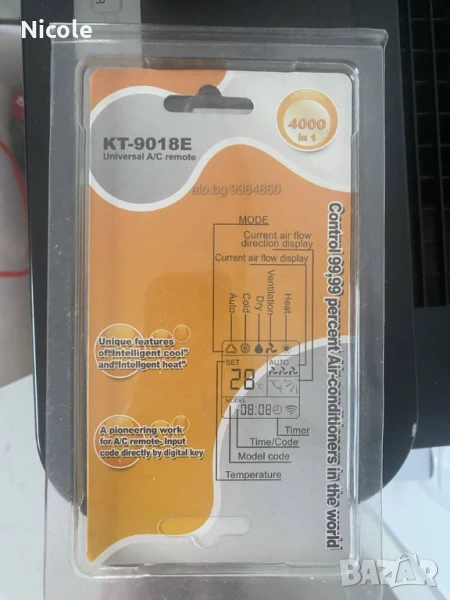 Nicole
R
4000
in 1
KT-9018E
Universal A/C remote
alo.bg/9984860
MODE
Current air flow
direction display
Current air flow display
Auto:
Cold
Dry
Ventilation
Heat
SET
AUTO
28°c
MODEL
08:08
Timer
Time/Code
Model code
Temperature
Unique features
of"Intelligent cool"
and"Intelligent heat"
A pioneering work
for A/C remote- Input
code directly by digital key
Control 99,99 percent Air-conditioners in the world
BAZAR